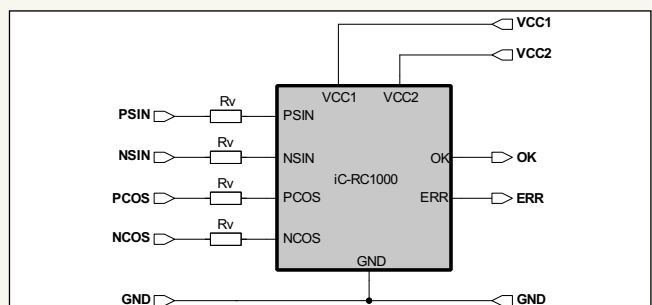 VCC1
VCC2
VCC1 VCC2
PSIN Rv PSIN
NSIN Rv NSIN OK OK
iC-RC1000
PCOS Rv PCOS ERR ERR
NCOS Rv NCOS
GND
GND GND